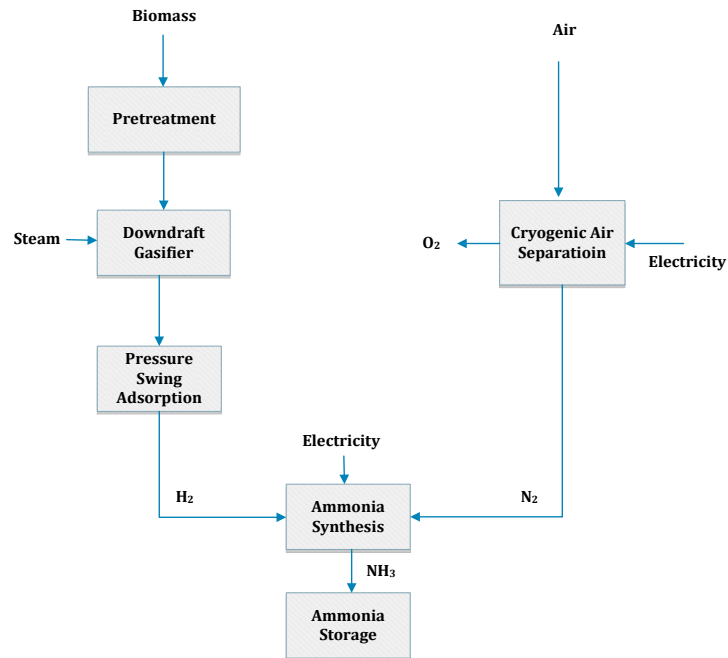 Biomass
Air
Pretreatment
Steam
Downdraft
Gasifier
O₂
Cryogenic Air
Separatioin
Electricity
Pressure
Swing
Adsorption
Electricity
H₂
Ammonia
Synthesis
N₂
NH₃
Ammonia
Storage